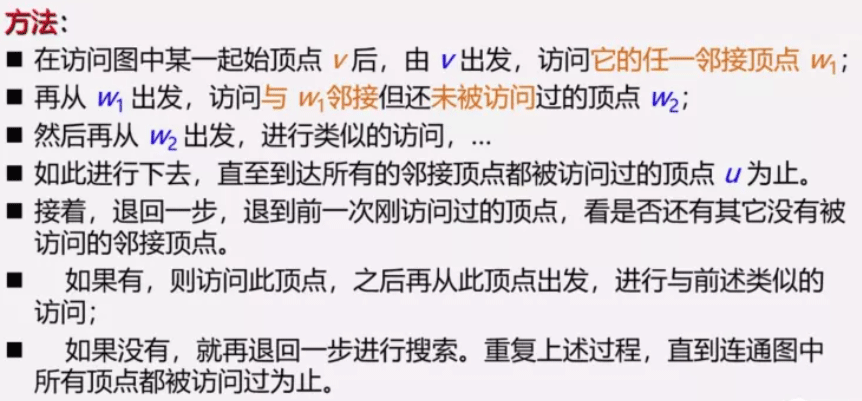 方法：
■ 在访问图中某一起始顶点 v 后，由 v 出发，访问它的任一邻接顶点 w₁；
■ 再从 w₁ 出发，访问与 w₁邻接但还未被访问过的顶点 w₂；
■ 然后再从 w₂ 出发，进行类似的访问，…
■ 如此进行下去，直至到达所有的邻接顶点都被访问过的顶点 u 为止。
■ 接着，退回一步，退到前一次刚访问过的顶点，看是否还有其它没有被
访问的邻接顶点。
■ 如果有，则访问此顶点，之后再从此顶点出发，进行与前述类似的
访问；
■ 如果没有，就再退回一步进行搜索。重复上述过程，直到连通图中
所有顶点都被访问过为止。